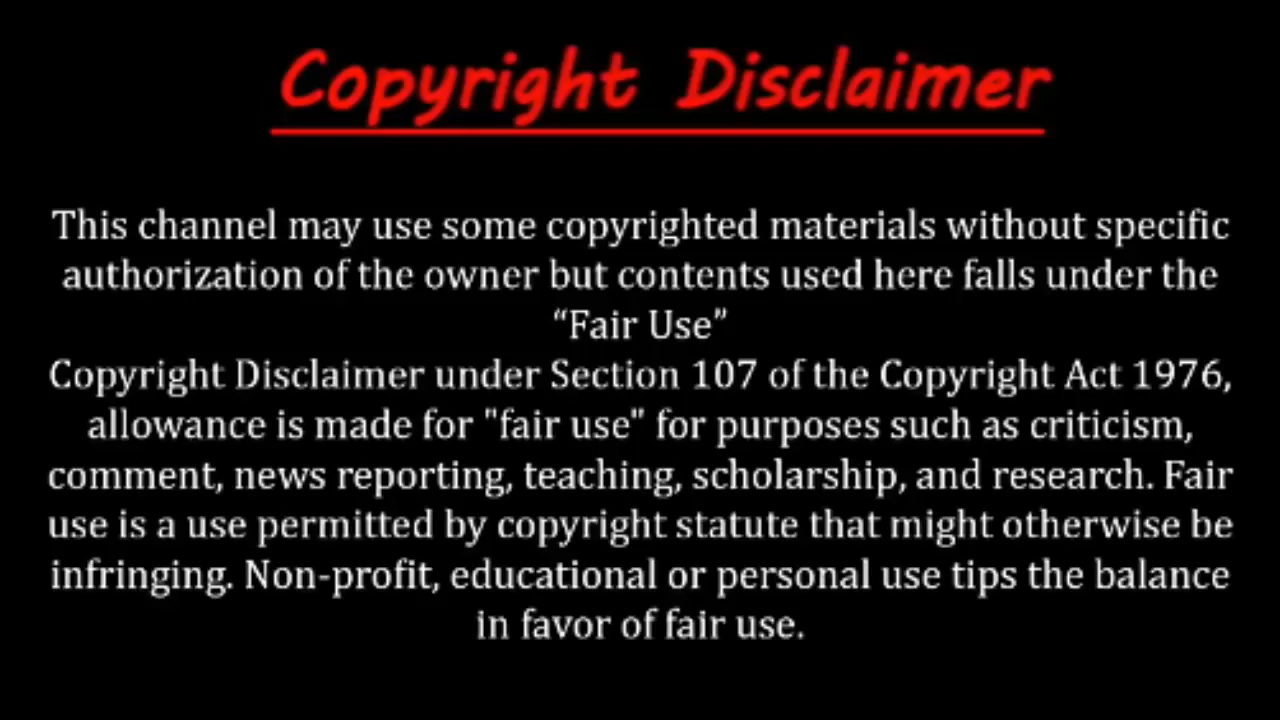 Copyright Disclaimer
This channel may use some copyrighted materials without specific
authorization of the owner but contents used here falls under the
“Fair Use”
Copyright Disclaimer under Section 107 of the Copyright Act 1976,
allowance is made for "fair use" for purposes such as criticism,
comment, news reporting, teaching, scholarship, and research. Fair
use is a use permitted by copyright statute that might otherwise be
infringing. Non-profit, educational or personal use tips the balance
in favor of fair use.